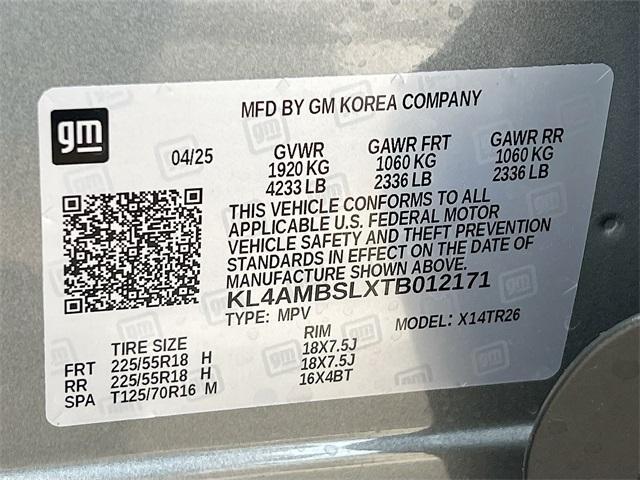 gm
MFD BY GM KOREA COMPANY
04/25
GVWR GAWR FRT GAWR RR
1920 KG 1060 KG 1060 KG
4233 LB 2336 LB 2336 LB
THIS VEHICLE CONFORMS TO ALL
APPLICABLE U.S. FEDERAL MOTOR
VEHICLE SAFETY AND THEFT PREVENTION
STANDARDS IN EFFECT ON THE DATE OF
MANUFACTURE SHOWN ABOVE.
KL4AMBSLXTB012171
TYPE: MPV MODEL: X14TR26
TIRE SIZE RIM
FRT 225/55R18 H 18X7.5J
RR 225/55R18 H 18X7.5J
SPA T125/70R16 M 16X4BT